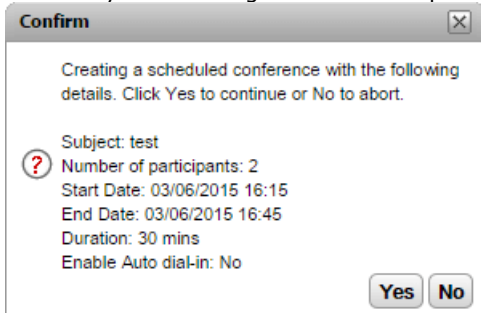 Confirm
Creating a scheduled conference with the following
details. Click Yes to continue or No to abort.
Subject: test
Number of participants: 2
Start Date: 03/06/2015 16:15
End Date: 03/06/2015 16:45
Duration: 30 mins
Enable Auto dial-in: No
Yes No